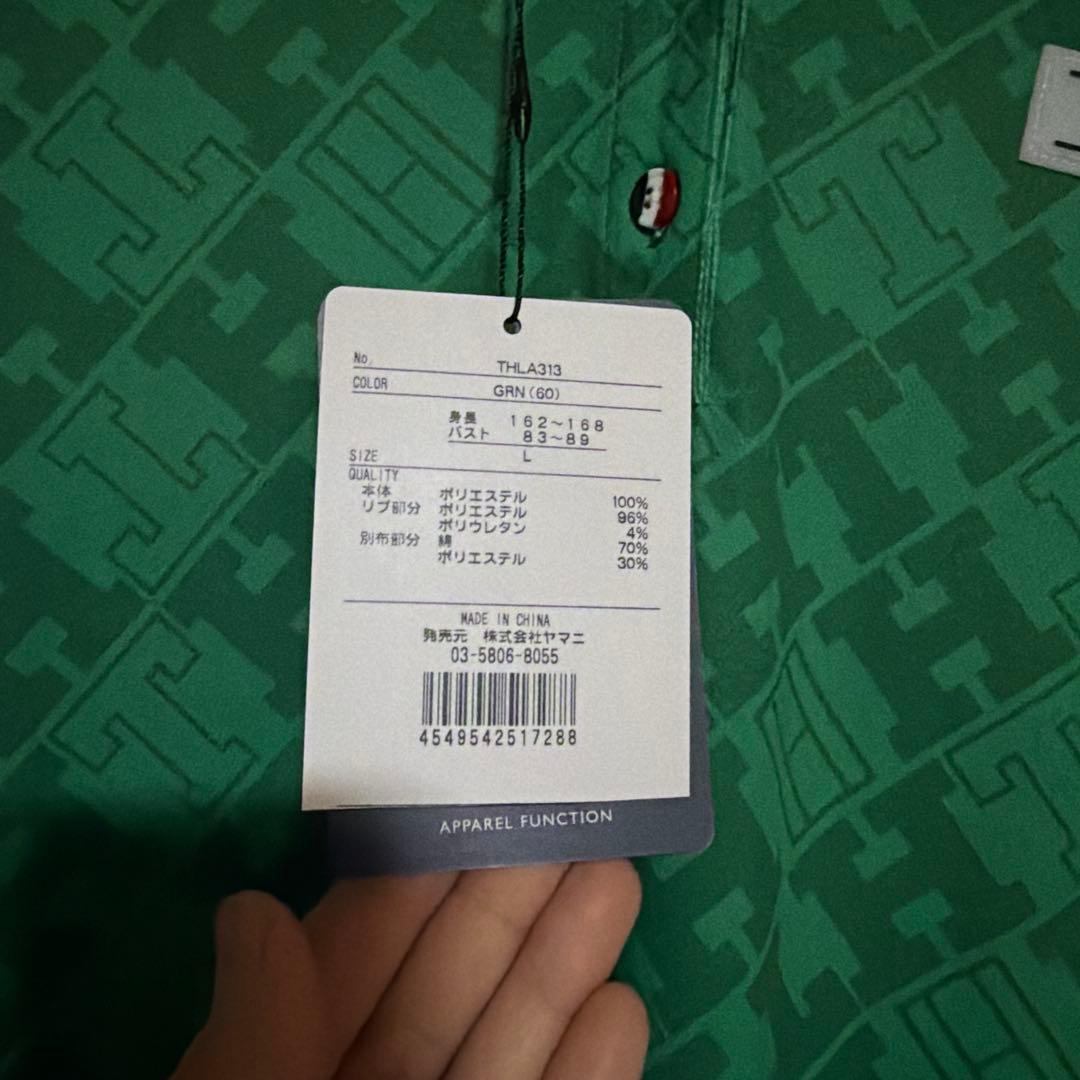 No. THLA313
COLOR GRN(60)
身長 162~168
バスト 83~89
SIZE L
QUALITY
本体 ポリエステル 100%
リブ部分 ポリエステル 96%
ポリウレタン 4%
別布部分 綿 70%
ポリエステル 30%
MADE IN CHINA
発売元 株式会社ヤマニ
03-5806-8055
4549542517288
APPAREL FUNCTION